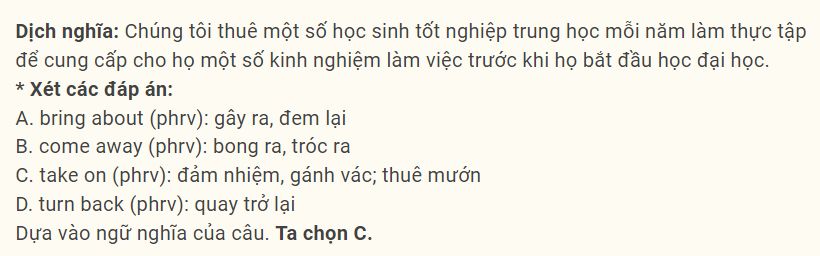 Dịch nghĩa: Chúng tôi thuê một số học sinh tốt nghiệp trung học mỗi năm làm thực tập
để cung cấp cho họ một số kinh nghiệm làm việc trước khi họ bắt đầu học đại học.
* Xét các đáp án:
A. bring about (phrv): gây ra, đem lại
B. come away (phrv): bong ra, tróc ra
C. take on (phrv): đảm nhiệm, gánh vác; thuê mướn
D. turn back (phrv): quay trở lại
Dựa vào ngữ nghĩa của câu. Ta chọn C.